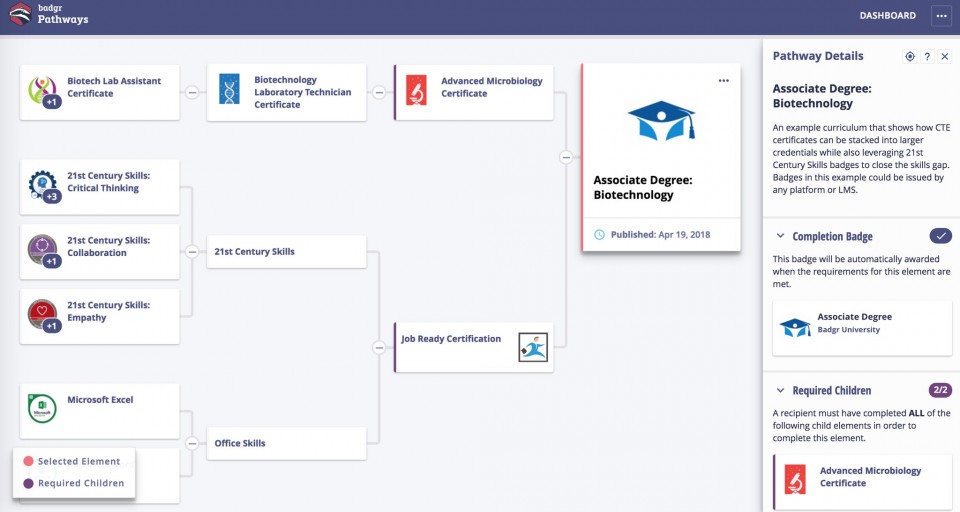 badgr
Pathways
DASHBOARD
Biotech Lab Assistant
Certificate
+1
Biotechnology
Laboratory Technician
Certificate
Advanced Microbiology
Certificate
21st Century Skills:
Critical Thinking
+3
21st Century Skills:
Collaboration
+1
21st Century Skills:
Empathy
+1
21st Century Skills
Job Ready Certification
Microsoft Excel
Office Skills
Selected Element
Required Children
Associate Degree:
Biotechnology
Published: Apr 19, 2018
Pathway Details
?
Associate Degree:
Biotechnology
An example curriculum that shows how CTE
certificates can be stacked into larger
credentials while also leveraging 21st
Century Skills badges to close the skills gap.
Badges in this example could be issued by
any platform or LMS.
Completion Badge
This badge will be automatically awarded
when the requirements for this element are
met.
Associate Degree
Badgr University
Required Children
2/2
A recipient must have completed ALL of the
following child elements in order to
complete this element.
Advanced Microbiology
Certificate